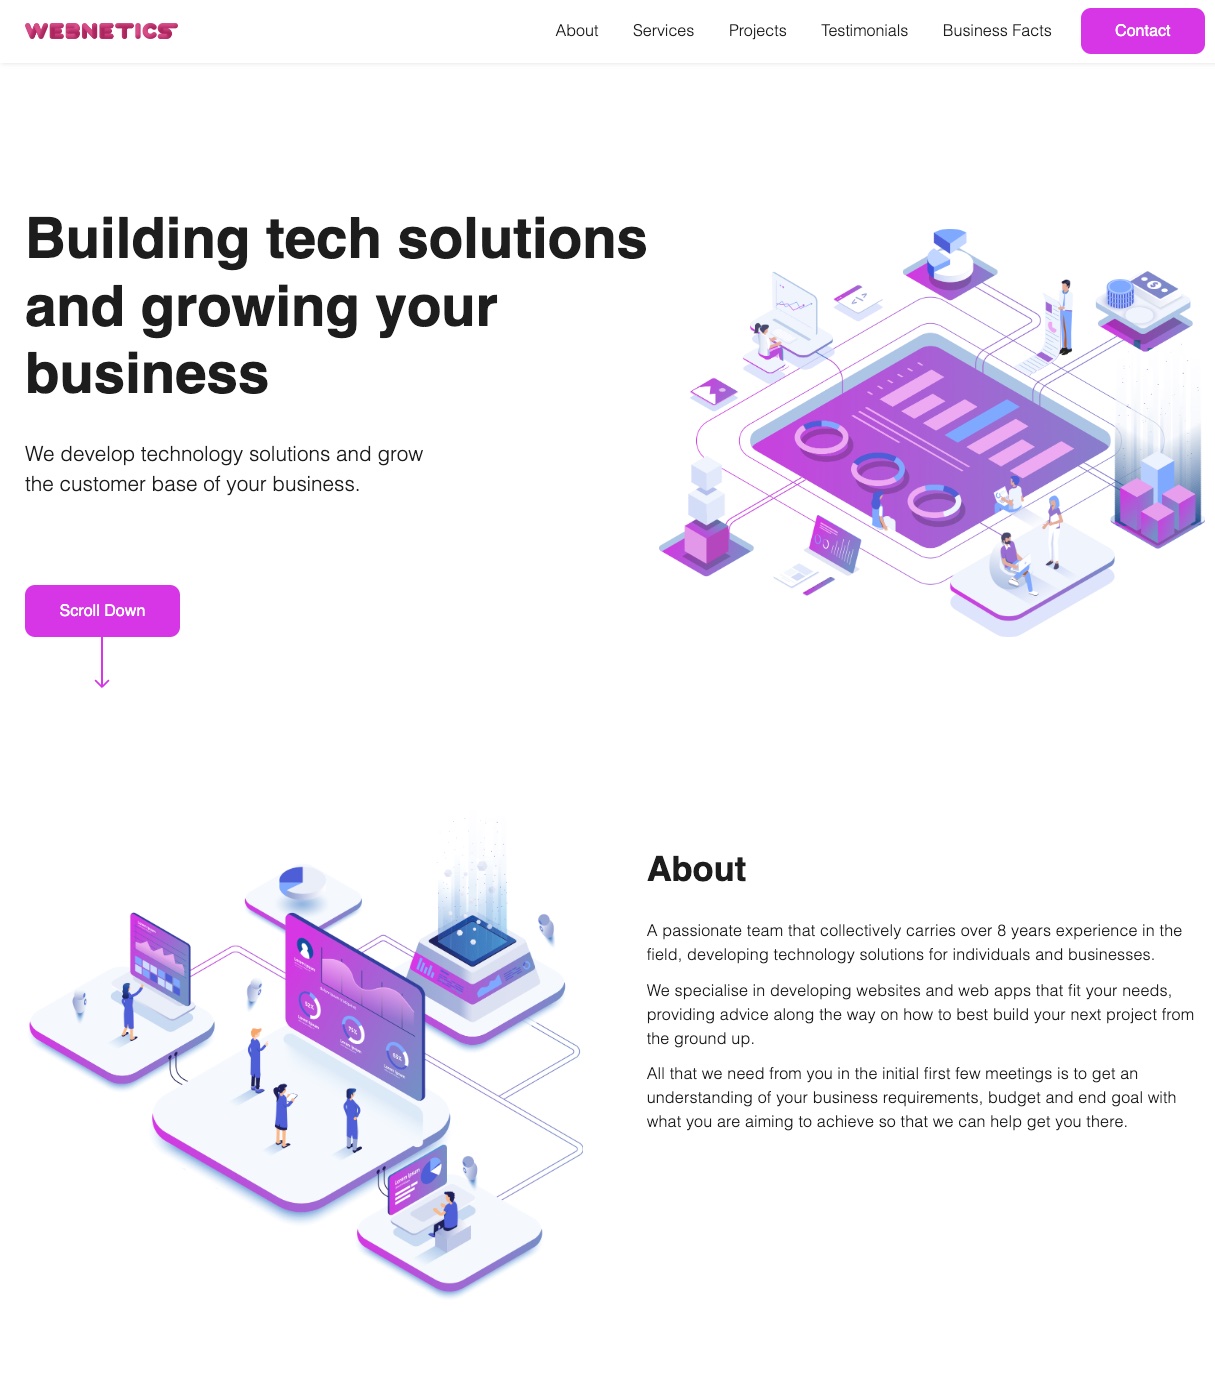 WEBNETICS
About
Services
Projects
Testimonials
Business Facts
Contact
Building tech solutions
and growing your
business
We develop technology solutions and grow
the customer base of your business.
Scroll Down
About
A passionate team that collectively carries over 8 years experience in the
field, developing technology solutions for individuals and businesses.
We specialise in developing websites and web apps that fit your needs,
providing advice along the way on how to best build your next project from
the ground up.
All that we need from you in the initial first few meetings is to get an
understanding of your business requirements, budget and end goal with
what you are aiming to achieve so that we can help get you there.
Lorem Ipsum